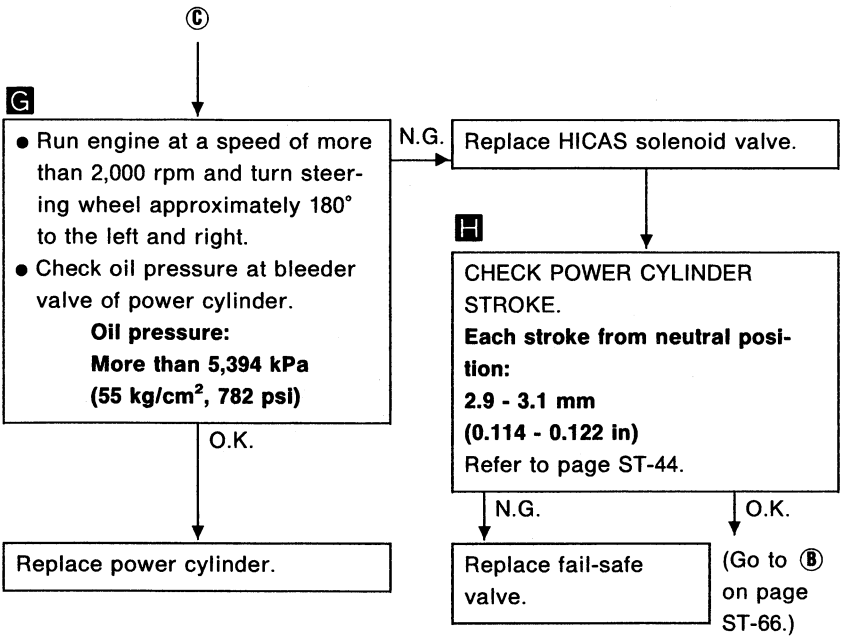 Ⓒ
G
● Run engine at a speed of more
than 2,000 rpm and turn steer-
ing wheel approximately 180°
to the left and right.
● Check oil pressure at bleeder
valve of power cylinder.
Oil pressure:
More than 5,394 kPa
(55 kg/cm², 782 psi)
N.G.
Replace HICAS solenoid valve.
H
CHECK POWER CYLINDER
STROKE.
Each stroke from neutral posi-
tion:
2.9 - 3.1 mm
(0.114 - 0.122 in)
Refer to page ST-44.
O.K.
Replace power cylinder.
N.G.
Replace fail-safe
valve.
O.K.
(Go to Ⓑ
on page
ST-66.)